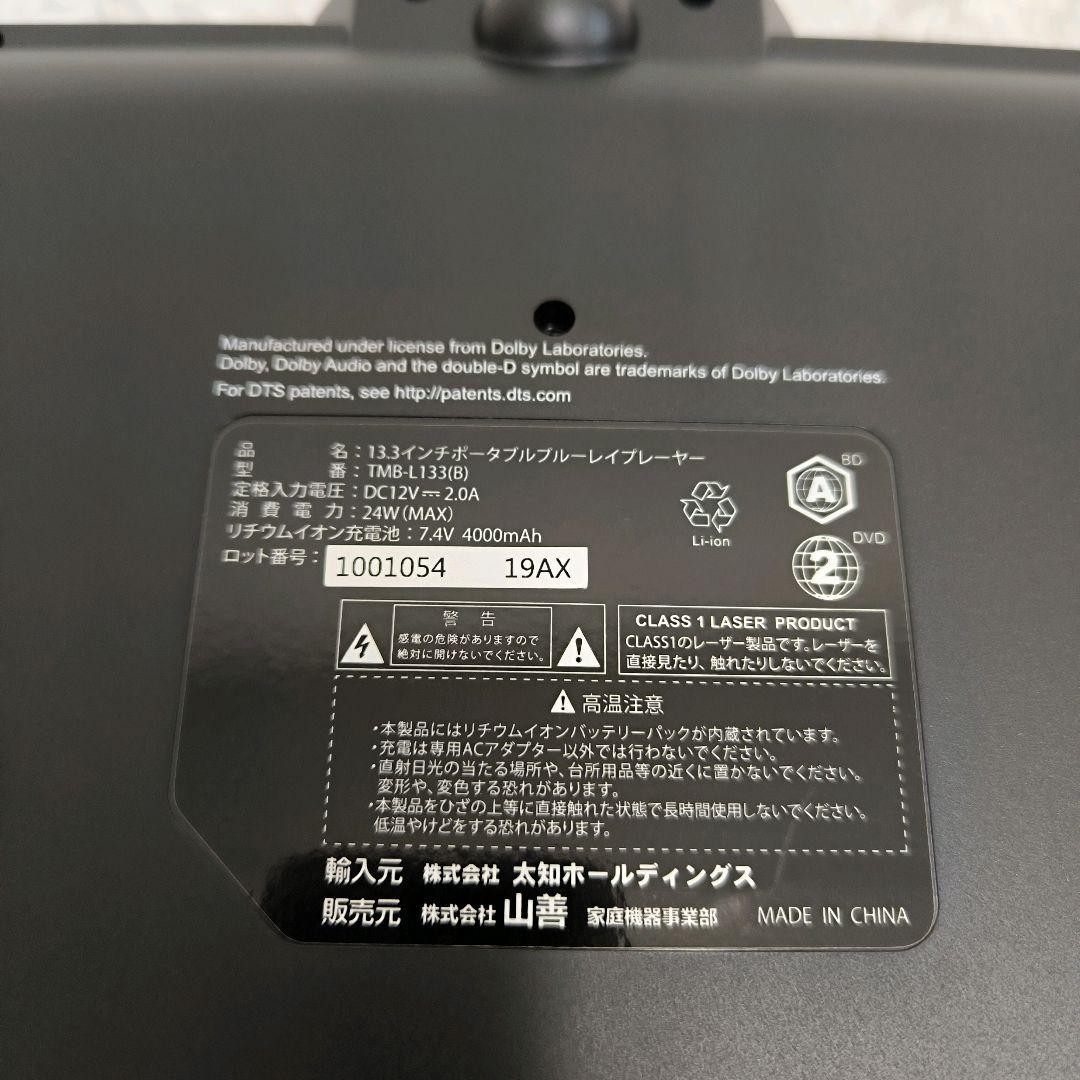 Manufactured under license from Dolby Laboratories.
Dolby, Dolby Audio and the double-D symbol are trademarks of Dolby Laboratories.
For DTS patents, see http://patents.dts.com
品 名：13.3インチポータブルブルーレイプレーヤー
型 番：TMB-L133(B)
定格入力電圧：DC12V⎓2.0A
消費電力：24W(MAX)
リチウムイオン充電池：7.4V 4000mAh
ロット番号：1001054 19AX
Li-ion
BD
A
DVD
2
警 告
感電の危険がありますので
絶対に開けないでください。
CLASS 1 LASER PRODUCT
CLASS1のレーザー製品です。レーザーを
直接見たり、触れたりしないでください。
高温注意
・本製品にはリチウムイオンバッテリーパックが内蔵されています。
・充電は専用ACアダプター以外では行わないでください。
・直射日光の当たる場所や、台所用品等の近くに置かないでください。
変形や、変色する恐れがあります。
・本製品をひざの上等に直接触れた状態で長時間使用しないでください。
低温やけどをする恐れがあります。
輸入元 株式会社 太知ホールディングス
販売元 株式会社 山善 家庭機器事業部 MADE IN CHINA